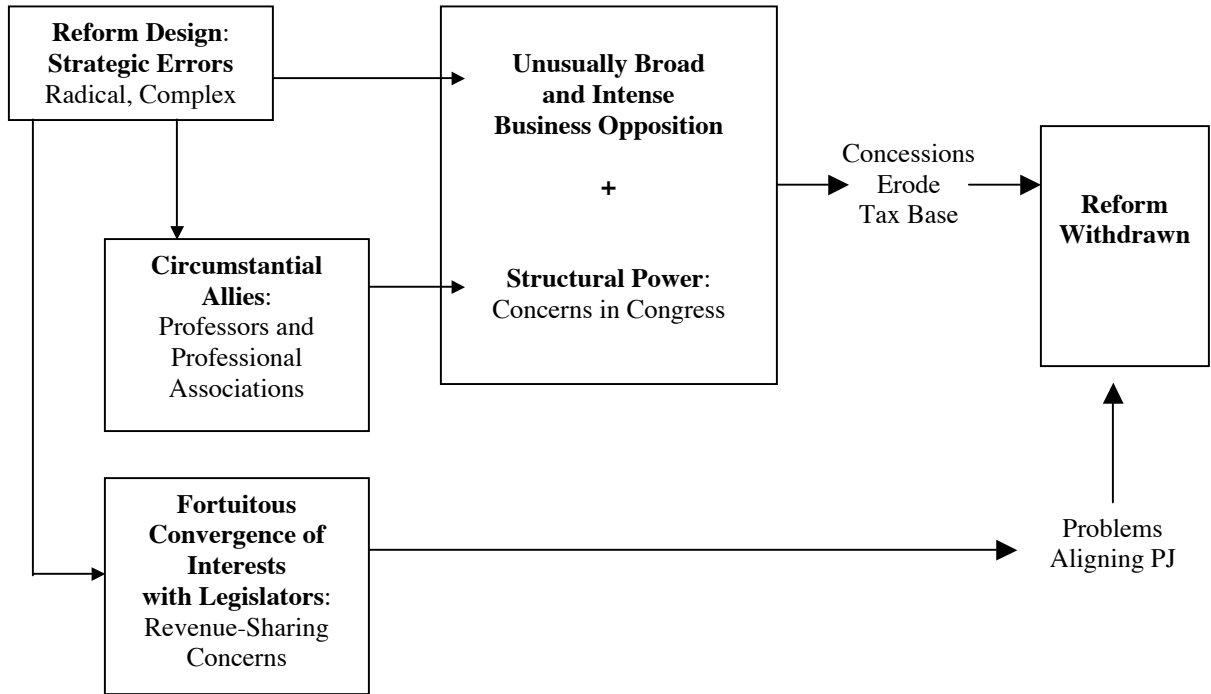 Reform Design:
Strategic Errors
Radical, Complex
Unusually Broad
and Intense
Business Opposition
+
Structural Power:
Concerns in Congress
Concessions
Erode
Tax Base
Reform
Withdrawn
Circumstantial
Allies:
Professors and
Professional
Associations
Fortuitous
Convergence of
Interests
with Legislators:
Revenue-Sharing
Concerns
Problems
Aligning PJ